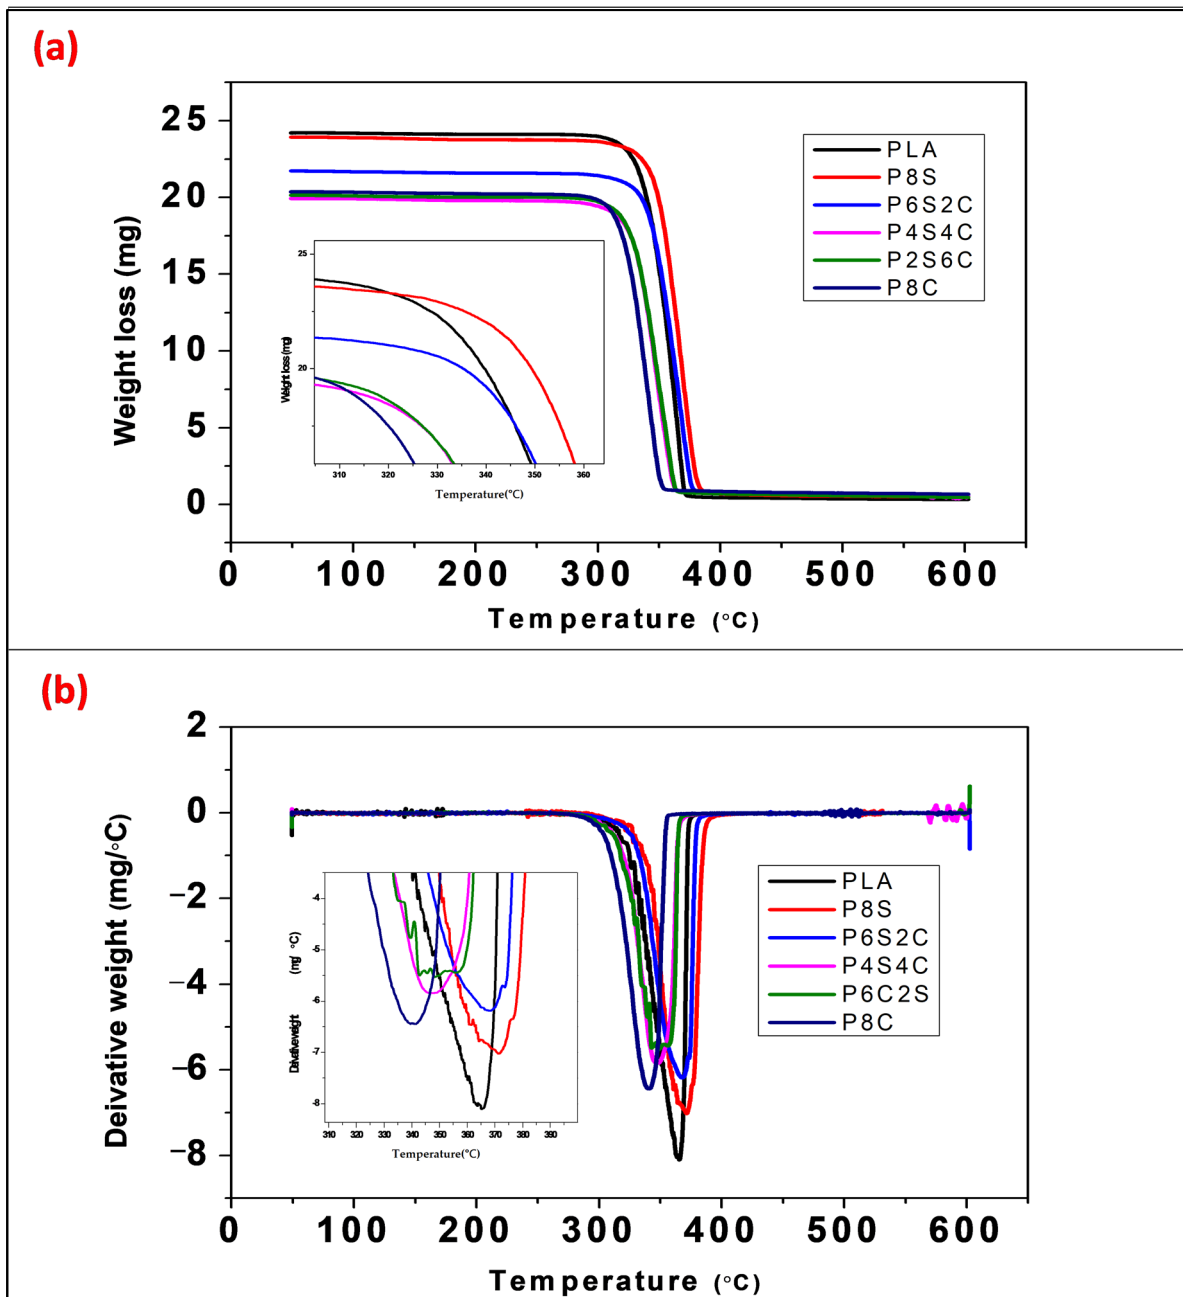 (a)
25
20
15
10
5
0
Weight loss (mg)
PLA
P8S
P6S2C
P4S4C
P2S6C
P8C
25
20
Weight loss (mg)
310 320 330 340 350 360
Temperature(°C)
0 100 200 300 400 500 600
Temperature (°C)
(b)
2
0
−2
−4
−6
−8
Deivative weight (mg/°C)
PLA
P8S
P6S2C
P4S4C
P6C2S
P8C
-4
-5
-6
-7
-8
Deivative weight (mg/ °C)
310 320 330 340 350 360 370 380 390
Temperature(°C)
0 100 200 300 400 500 600
Temperature (°C)